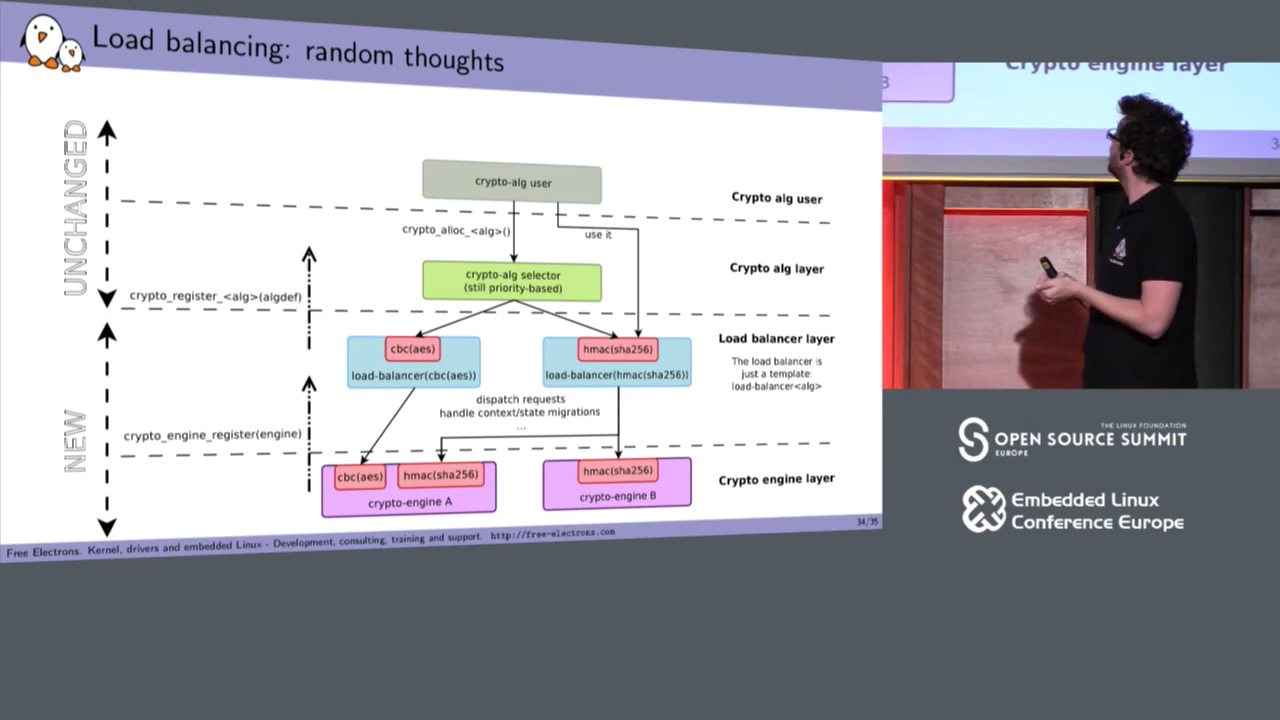 Load balancing: random thoughts
UNCHANGED
NEW
crypto-alg user
Crypto alg user
crypto_alloc_<alg>()
use it
crypto-alg selector
(still priority-based)
Crypto alg layer
crypto_register_<alg>(algdef)
cbc(aes)
load-balancer(cbc(aes))
hmac(sha256)
load-balancer(hmac(sha256))
Load balancer layer
The load balancer is
just a template:
load-balancer<alg>
dispatch requests
handle context/state migrations
...
crypto_engine_register(engine)
cbc(aes)
hmac(sha256)
crypto-engine A
hmac(sha256)
crypto-engine B
Crypto engine layer
Free Electrons. Kernel, drivers and embedded Linux - Development, consulting, training and support. http://free-electrons.com
34/35
Crypto engine layer
B
3
THE LINUX FOUNDATION
OPEN SOURCE SUMMIT
EUROPE
Embedded Linux
Conference Europe